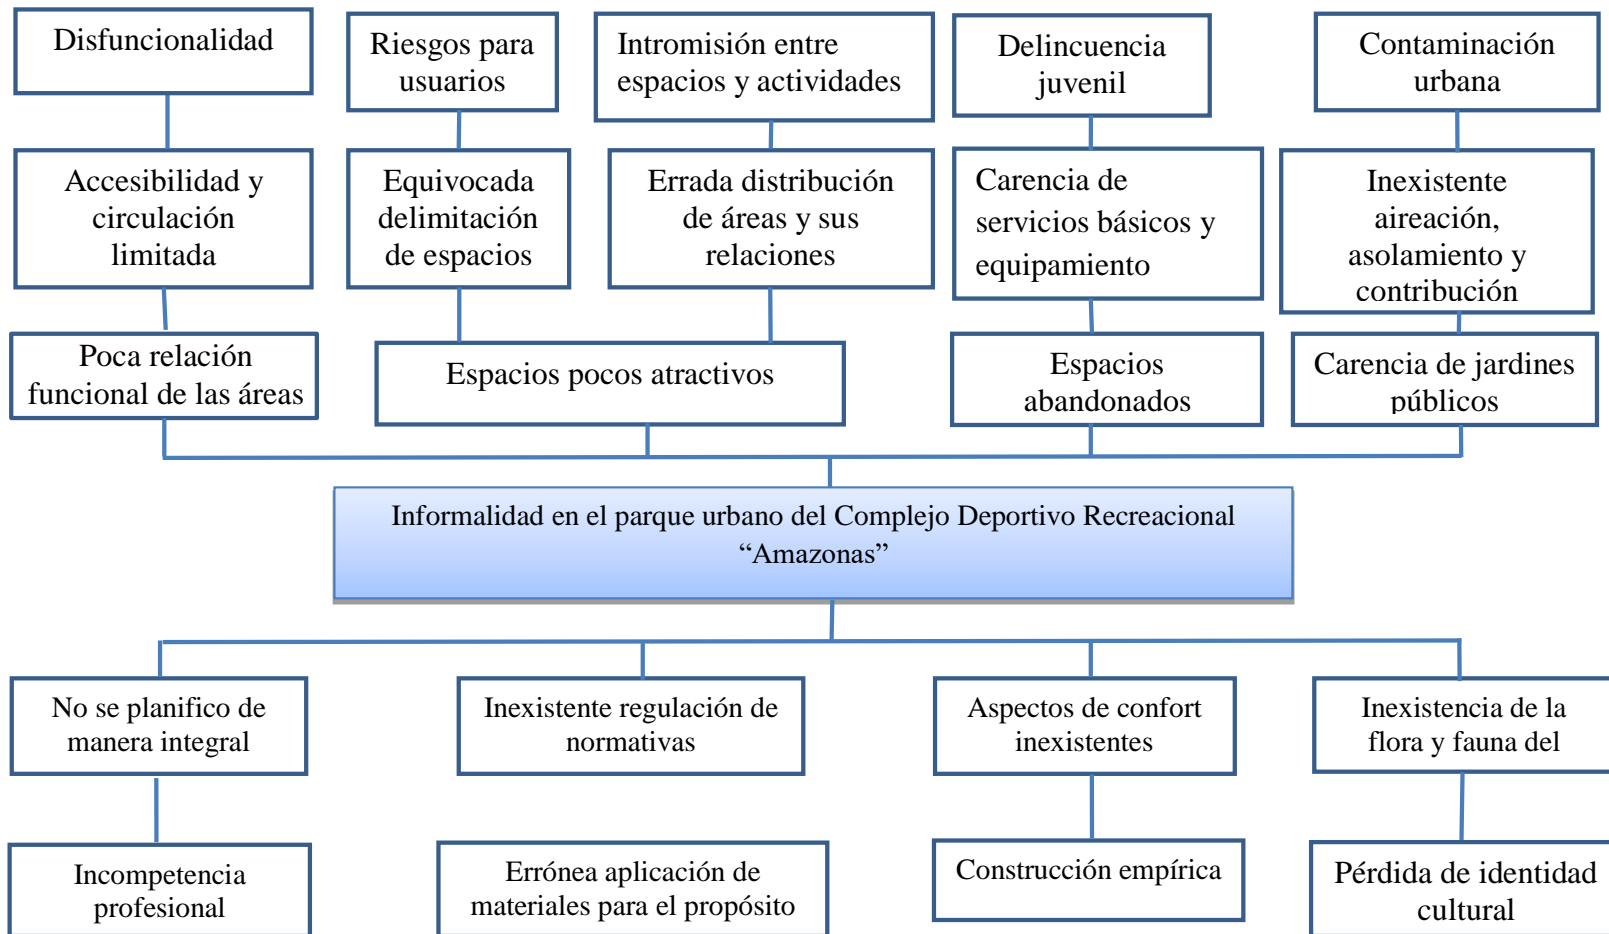 Disfuncionalidad
Riesgos para
usuarios
Intromisión entre
espacios y actividades
Delincuencia
juvenil
Contaminación
urbana
Accesibilidad y
circulación
limitada
Equivocada
delimitación
de espacios
Errada distribución
de áreas y sus
relaciones
Carencia de
servicios básicos y
equipamiento
Inexistente
aireación,
asolamiento y
contribución
Poca relación
funcional de las áreas
Espacios pocos atractivos
Espacios
abandonados
Carencia de jardines
públicos
Informalidad en el parque urbano del Complejo Deportivo Recreacional
“Amazonas”
No se planifico de
manera integral
Inexistente regulación de
normativas
Aspectos de confort
inexistentes
Inexistencia de la
flora y fauna del
Incompetencia
profesional
Errónea aplicación de
materiales para el propósito
Construcción empírica
Pérdida de identidad
cultural